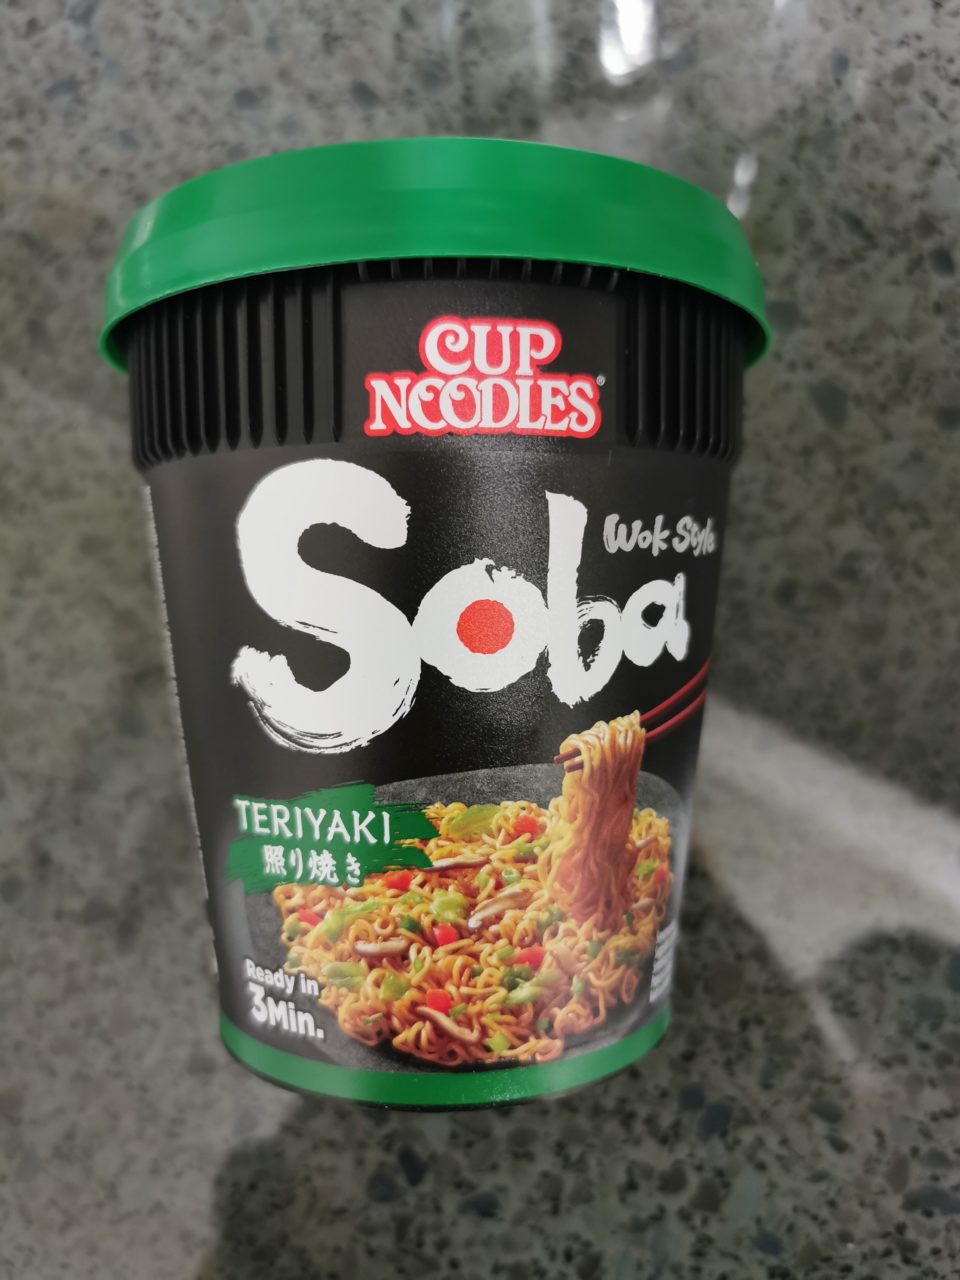 CUP
NOODLES®
Wok Style
Soba
TERIYAKI
照り焼き
Ready in
3Min.